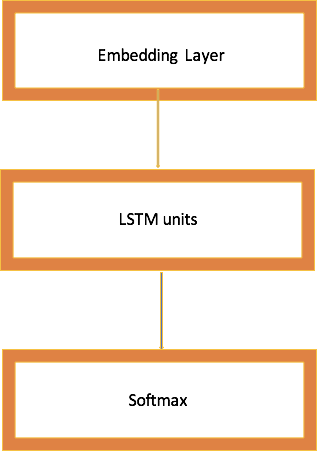 Embedding Layer
LSTM units
Softmax